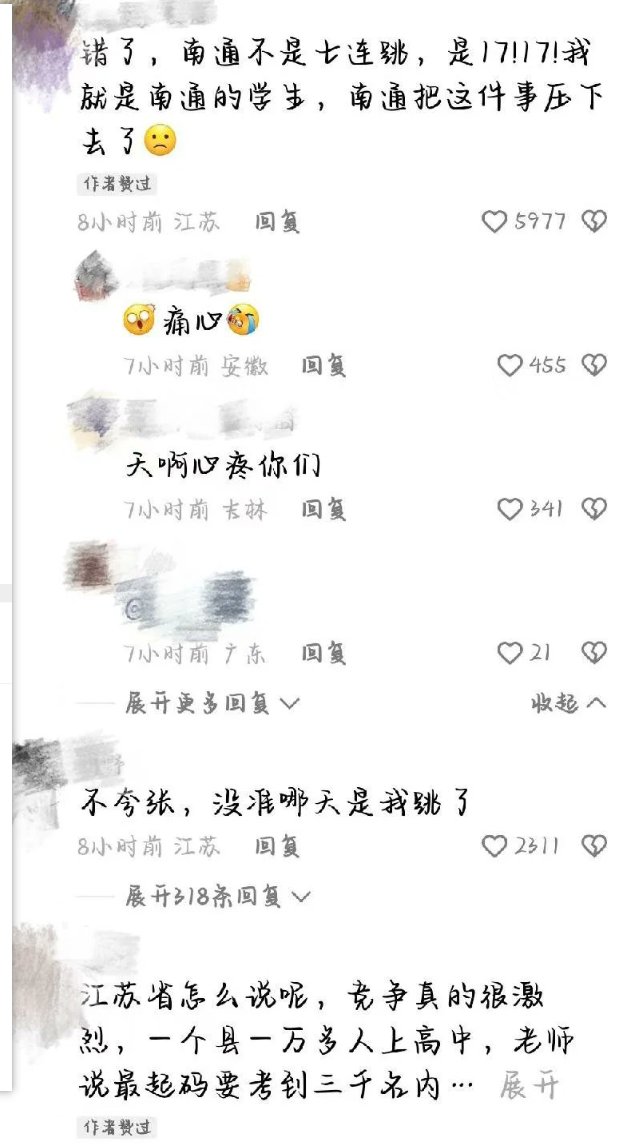 错了，南通不是七连跳，是17!17!我
就是南通的学生，南通把这件事压下
去了
作者赞过
8小时前 江苏 回复 5977
痛心
7小时前 安徽 回复 455
天啊心疼你们
7小时前 吉林 回复 341
7小时前 广东 回复 21
展开更多回复 收起
不夸张，没准哪天是我跳了
8小时前 江苏 回复 2311
展开318条回复
江苏省怎么说呢，竞争真的很激
烈，一个县一万多人上高中，老师
说最起码要考到三千名内… 展开
作者赞过